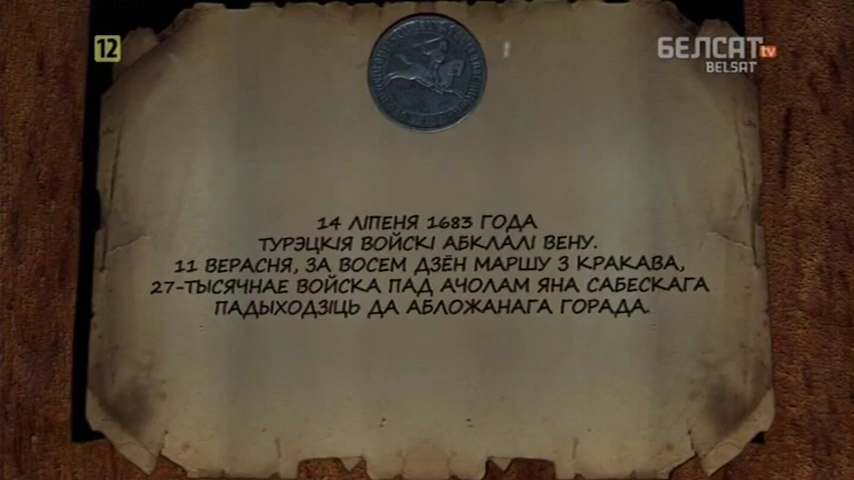 12
БЕЛСАТ tv
BELSAT
14 ЛІПЕНЯ 1683 ГОДА
ТУРЭЦКІЯ ВОЙСКІ АБКЛАЛІ ВЕНУ.
11 ВЕРАСНЯ, ЗА ВОСЕМ ДЗЁН МАРШУ З КРАКАВА,
27-ТЫСЯЧНАЕ ВОЙСКА ПАД АЧОЛАМ ЯНА САБЕСКАГА
ПАДЫХОДЗІЦЬ ДА АБЛОЖАНАГА ГОРАДА.